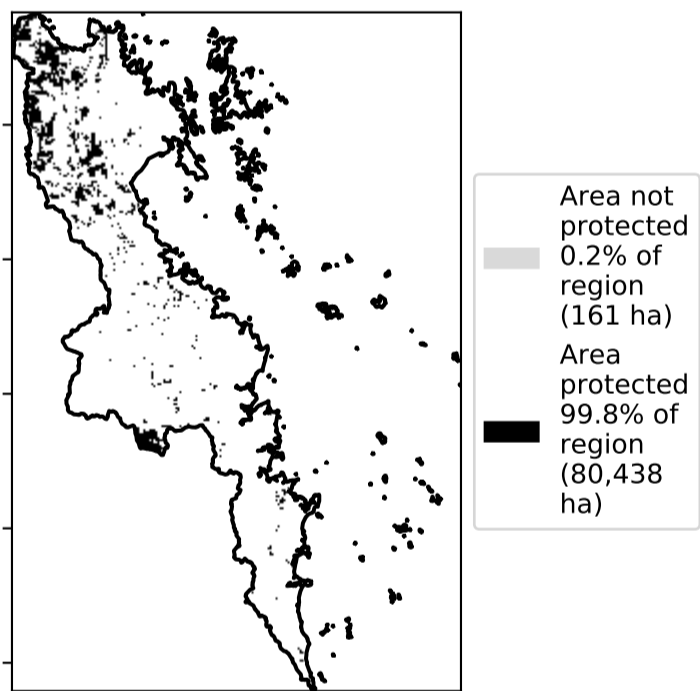 Area not
protected
0.2% of
region
(161 ha)
Area
protected
99.8% of
region
(80,438
ha)